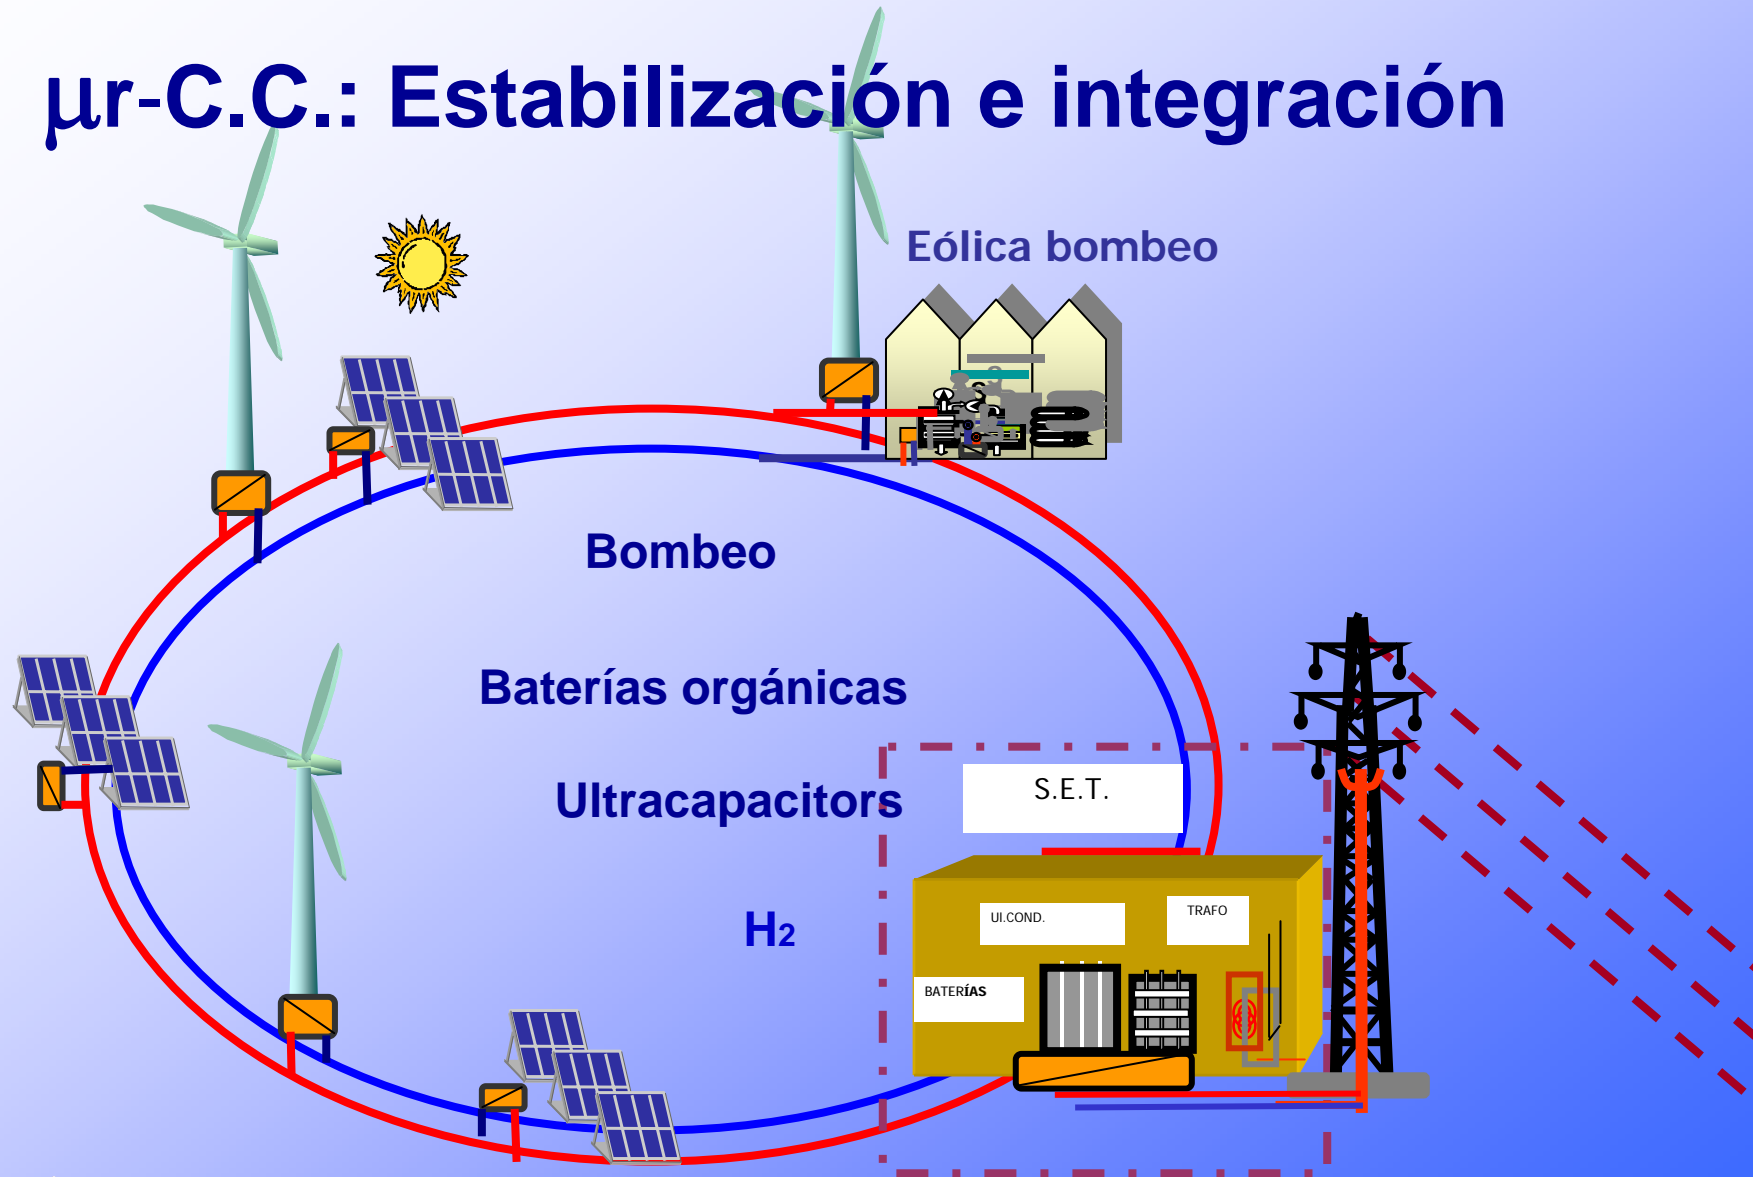 μr-C.C.: Estabilización e integración
Eólica bombeo
Bombeo
Baterías orgánicas
Ultracapacitors
S.E.T.
H2
UI.COND.
TRAFO
BATERÍAS